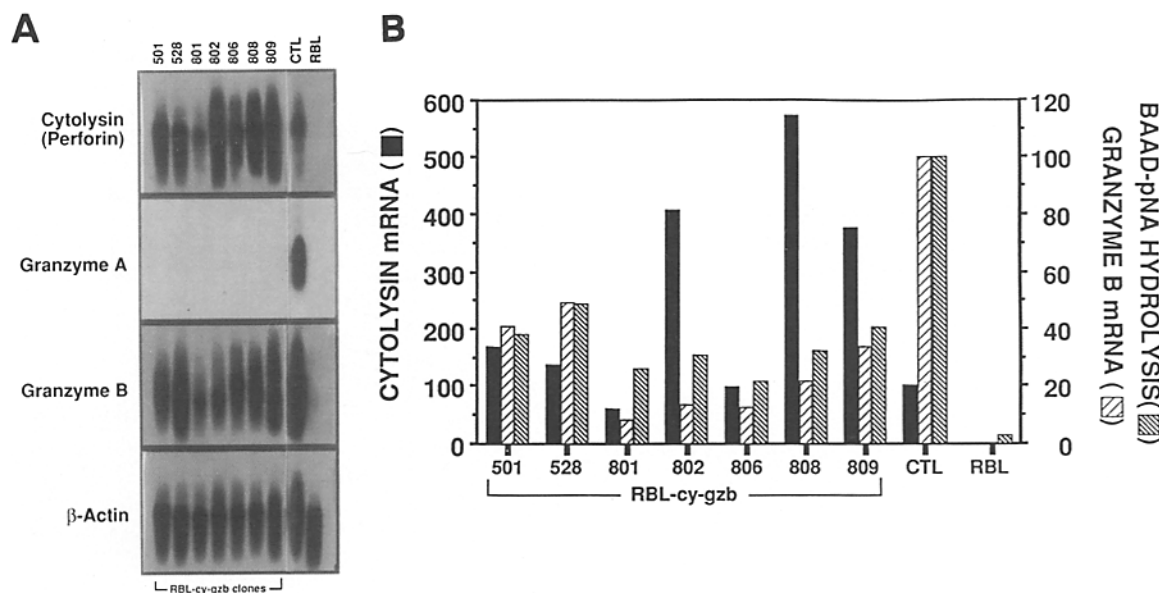 A
501 528 801 802 806 808 809 CTL RBL
Cytolysin
(Perforin)
Granzyme A
Granzyme B
β-Actin
RBL-cy-gzb clones
B
CYTOLYSIN mRNA (■)
600
500
400
300
200
100
0
120
100
80
60
40
20
0
BAAD-pNA HYDROLYSIS(▧)
GRANZYME B mRNA (▨)
501 528 801 802 806 808 809 CTL RBL
RBL-cy-gzb